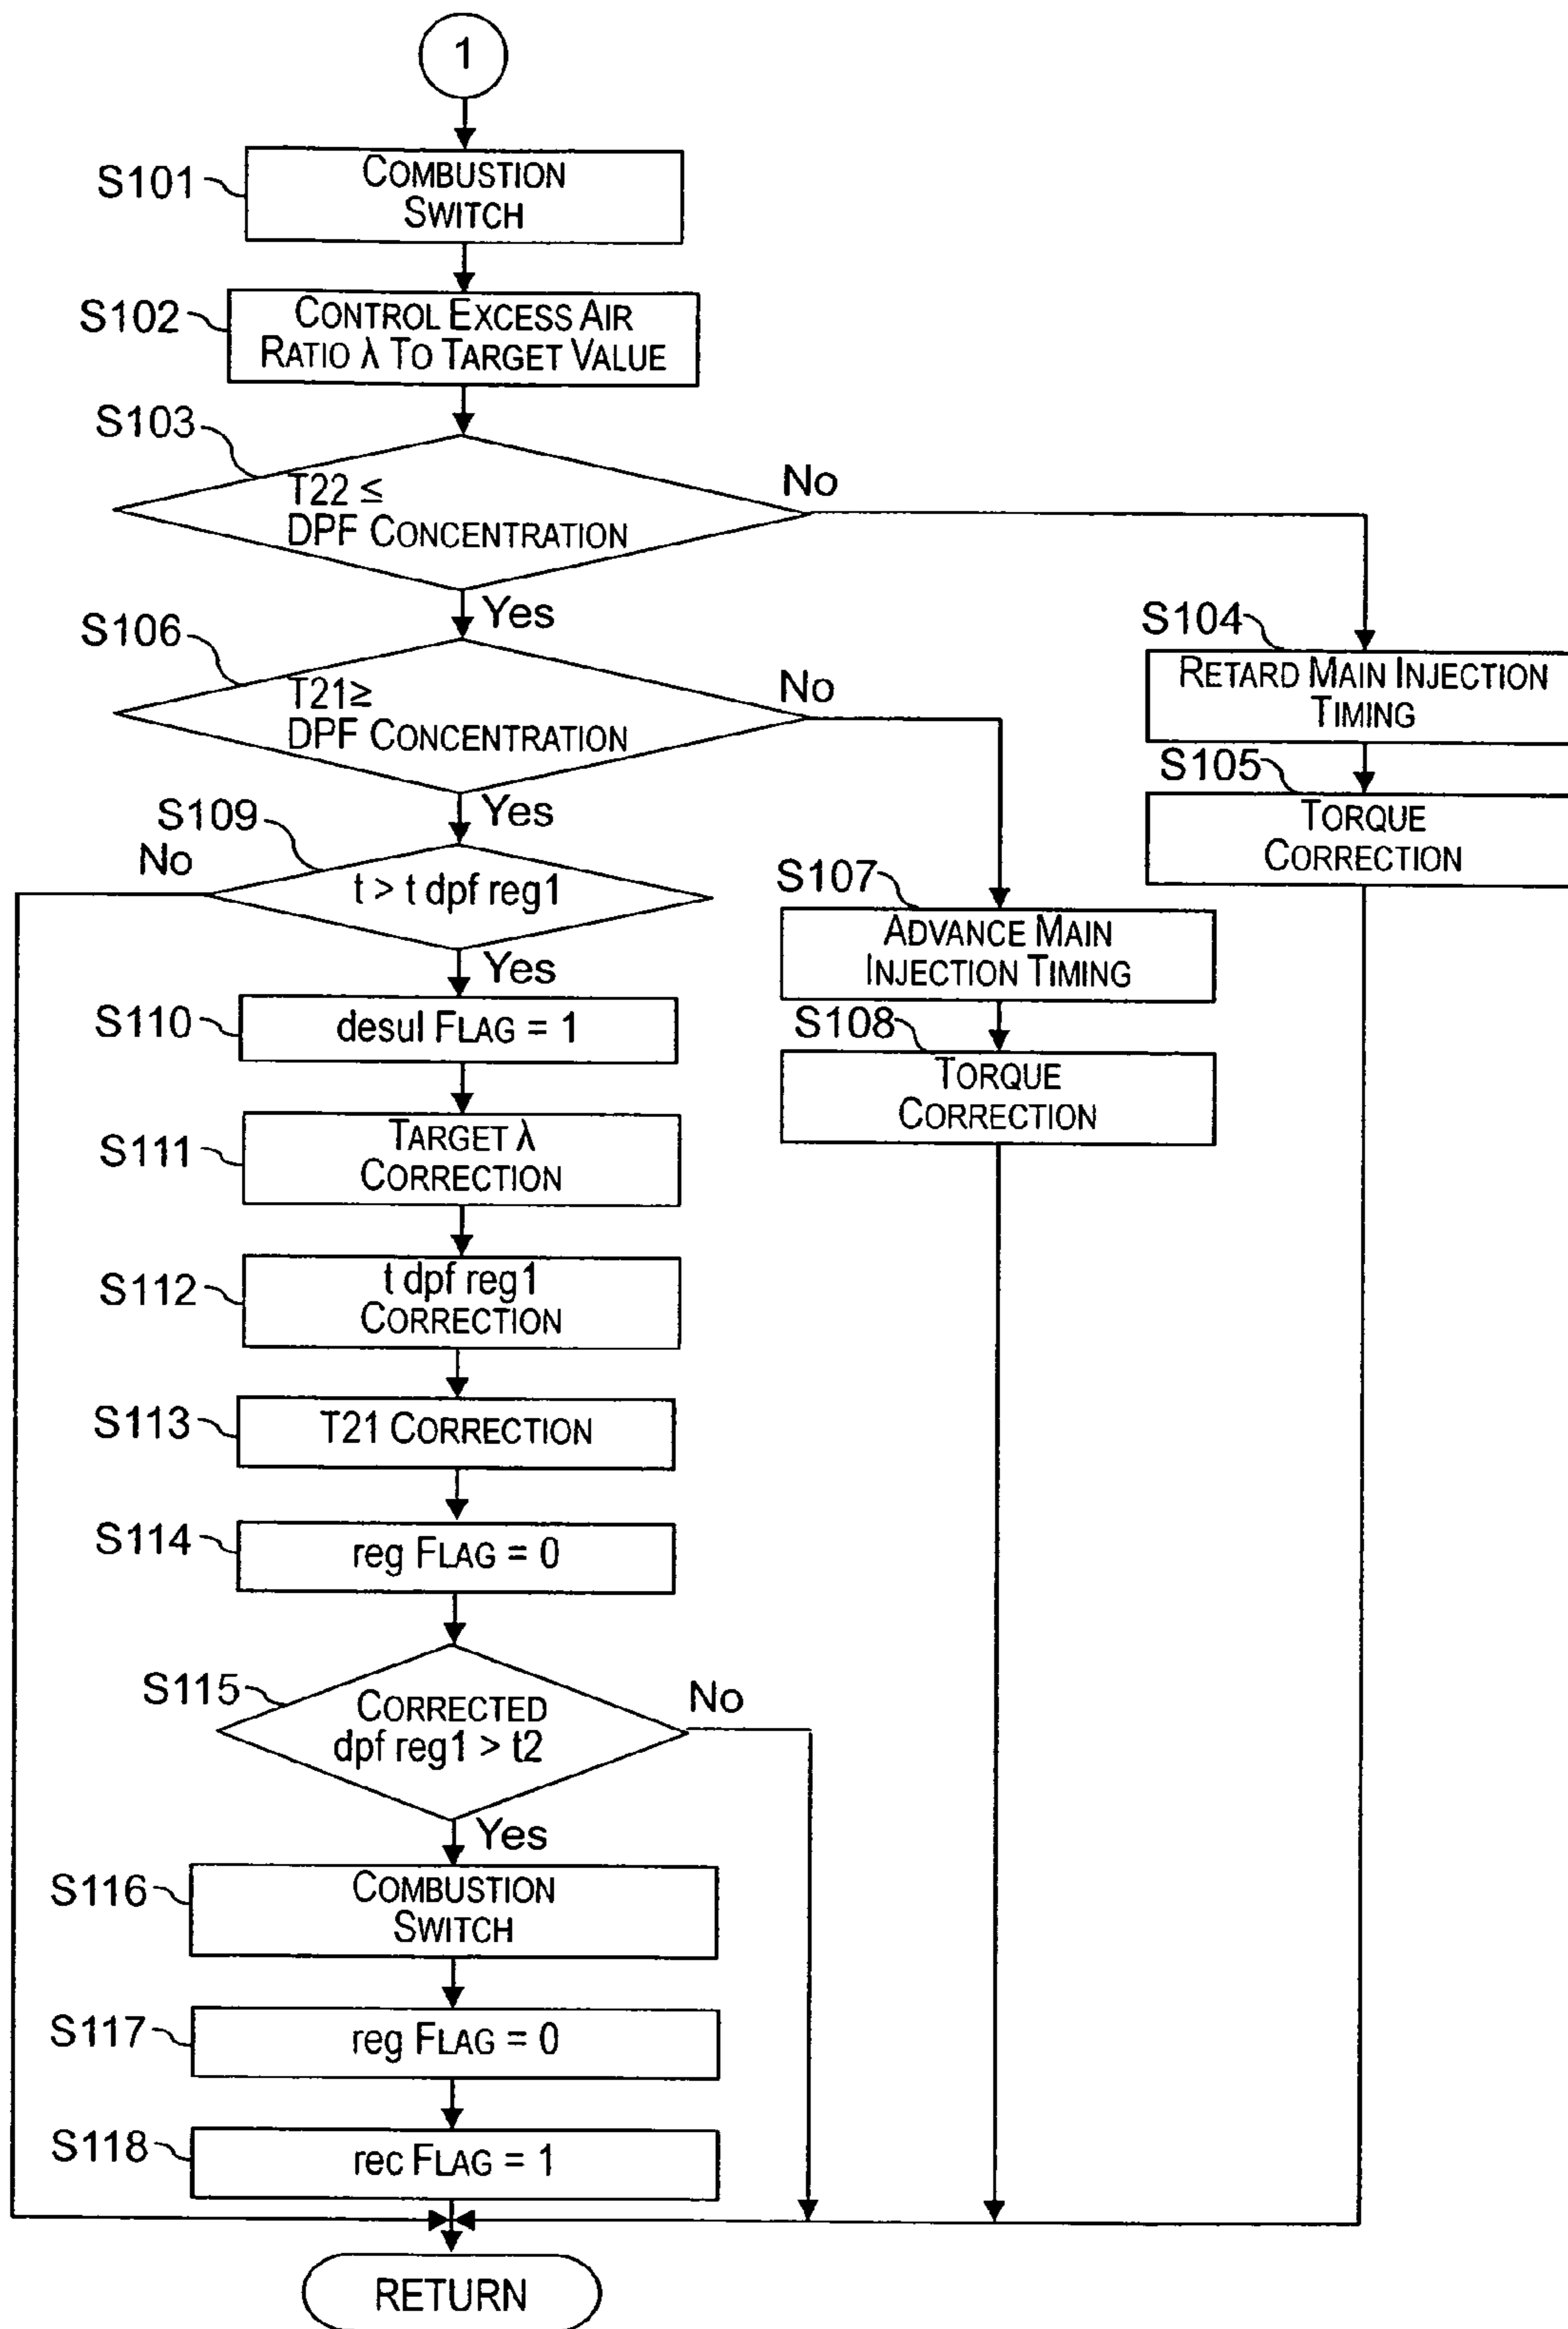 1
S101
COMBUSTION
SWITCH
S102
CONTROL EXCESS AIR
RATIO λ TO TARGET VALUE
S103
T22 ≤
DPF CONCENTRATION
No
Yes
S104
RETARD MAIN INJECTION
TIMING
S105
TORQUE
CORRECTION
S106
T21≥
DPF CONCENTRATION
No
Yes
S107
ADVANCE MAIN
INJECTION TIMING
S108
TORQUE
CORRECTION
S109
No
t > t dpf reg1
Yes
S110
desul FLAG = 1
S111
TARGET λ
CORRECTION
S112
t dpf reg1
CORRECTION
S113
T21 CORRECTION
S114
reg FLAG = 0
S115
CORRECTED
dpf reg1 > t2
No
Yes
S116
COMBUSTION
SWITCH
S117
reg FLAG = 0
S118
rec FLAG = 1
RETURN